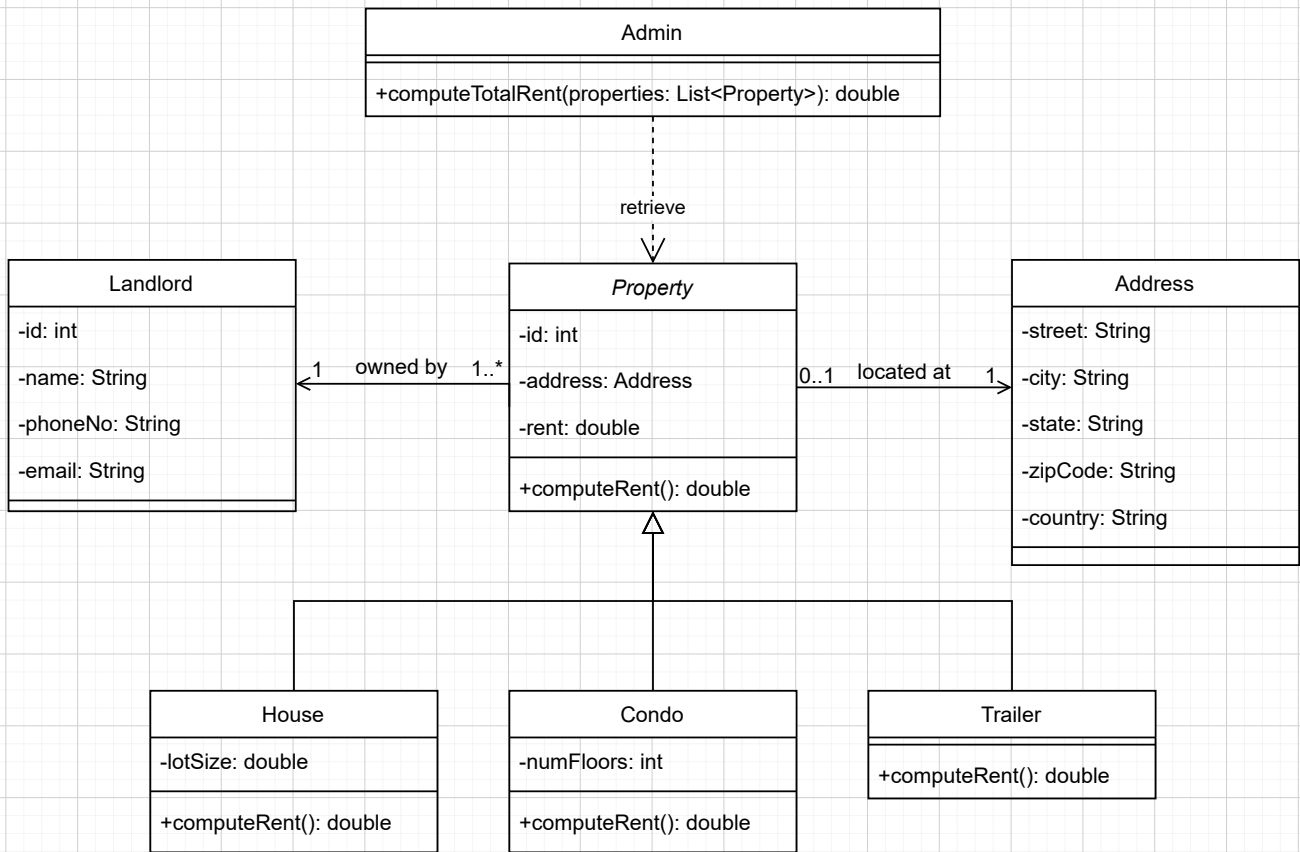 Admin
+computeTotalRent(properties: List<Property>): double
retrieve
Landlord
-id: int
-name: String
-phoneNo: String
-email: String
1 owned by 1..*
Property
-id: int
-address: Address
-rent: double
+computeRent(): double
0..1 located at 1
Address
-street: String
-city: String
-state: String
-zipCode: String
-country: String
House
-lotSize: double
+computeRent(): double
Condo
-numFloors: int
+computeRent(): double
Trailer
+computeRent(): double